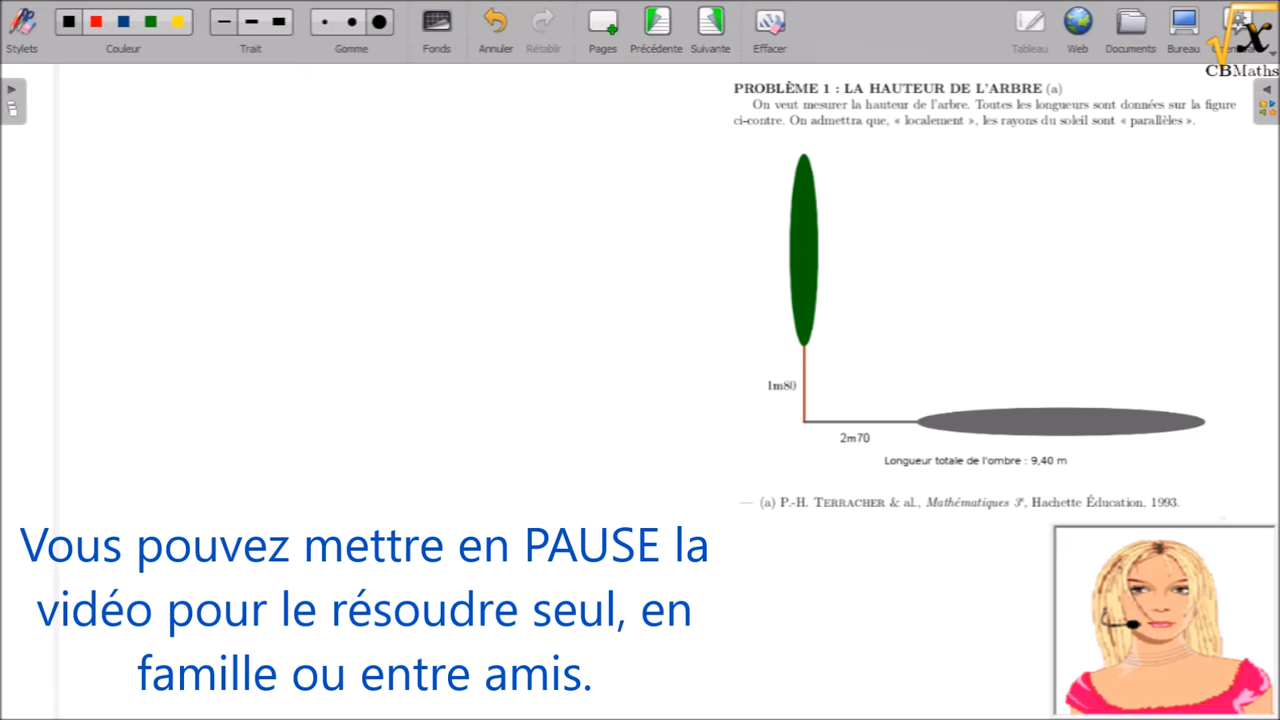 Stylets
Couleur
Trait
Gomme
Fonds
Annuler
Rétablir
Pages
Précédente
Suivante
Effacer
Tableau
Web
Documents
Bureau
√x
CBMaths
PROBLÈME 1 : LA HAUTEUR DE L'ARBRE (a)
On veut mesurer la hauteur de l'arbre. Toutes les longueurs sont données sur la figure
ci-contre. On admettra que, « localement », les rayons du soleil sont « parallèles ».
1m80
2m70
Longueur totale de l'ombre : 9,40 m
— (a) P.-H. TERRACHER & al., Mathématiques 3e, Hachette Éducation, 1993.
Vous pouvez mettre en PAUSE la
vidéo pour le résoudre seul, en
famille ou entre amis.